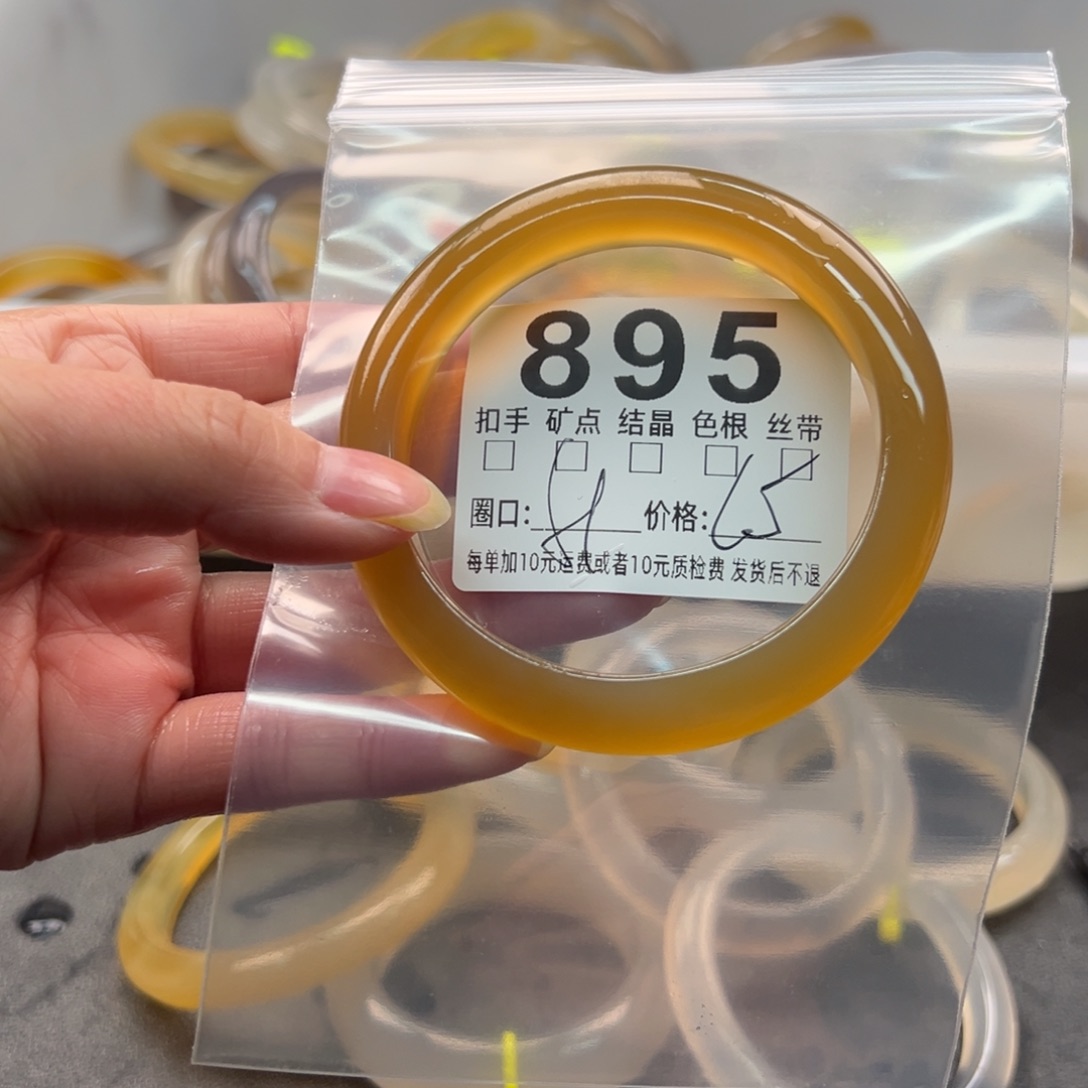 895
扣手 矿点 结晶 色根 丝带
圈口: 价格:65
每单加10元运费或者10元质检费 发货后不退